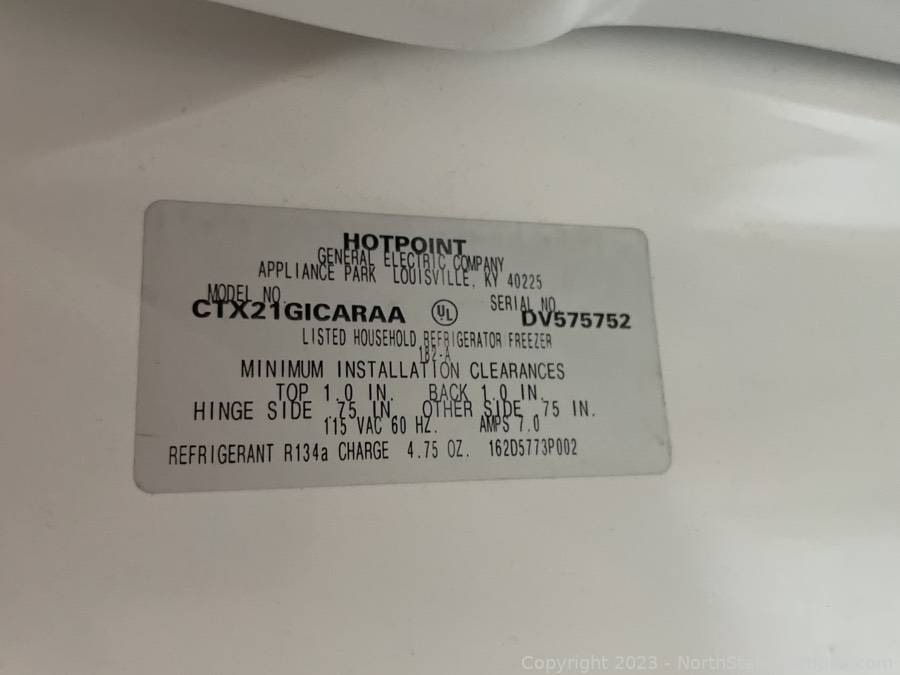 HOTPOINT
GENERAL ELECTRIC COMPANY
APPLIANCE PARK LOUISVILLE, KY 40225
MODEL NO. SERIAL NO.
CTX21GICARAA UL DV575752
LISTED HOUSEHOLD REFRIGERATOR FREEZER
182-A
MINIMUM INSTALLATION CLEARANCES
TOP 1.0 IN. BACK 1.0 IN.
HINGE SIDE .75 IN. OTHER SIDE .75 IN.
115 VAC 60 HZ. AMPS 7.0
REFRIGERANT R134a CHARGE 4.75 OZ. 162D5773P002
Copyright 2023 -